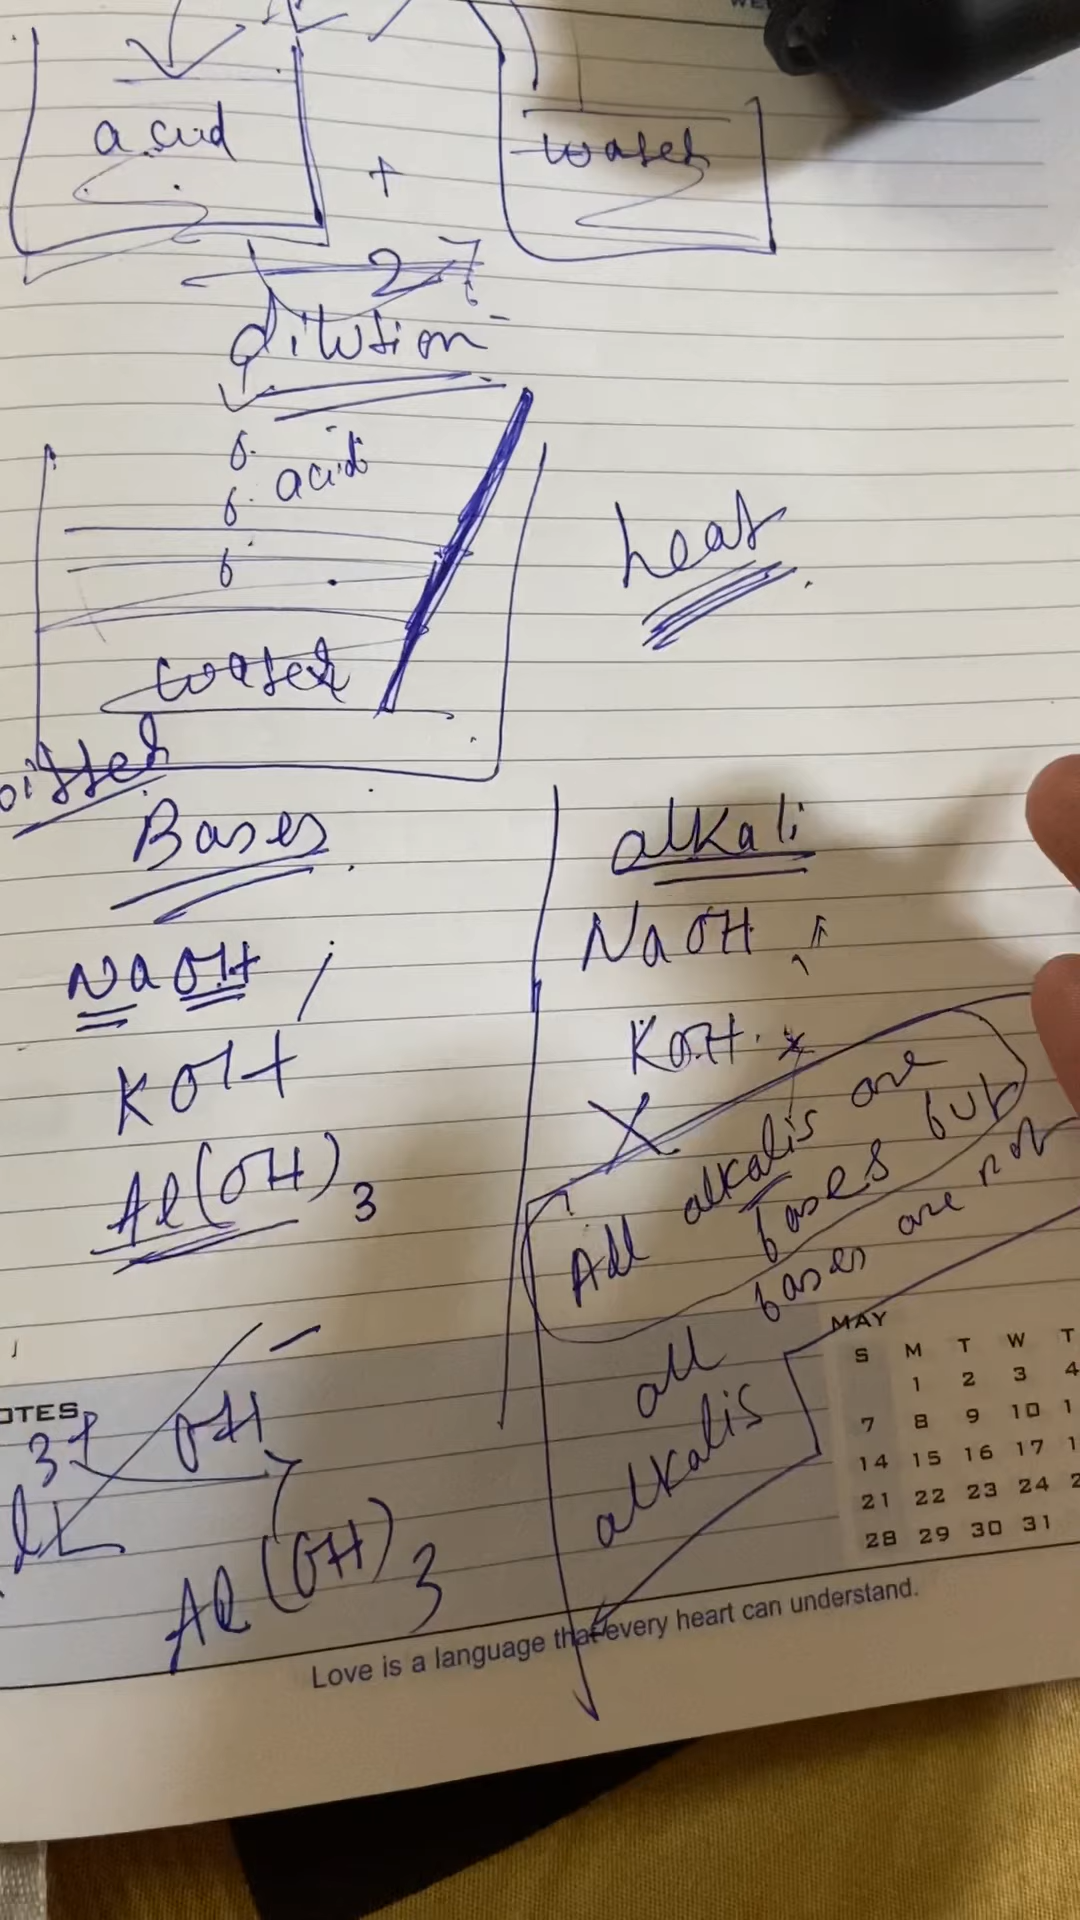 acid + water
dilution
acid
heat
water
Bases
alkali
NaOH
NaOH,
KOH
KOH.
Al(OH)3
All alkalis are
bases but
bases are not
all
alkalis
NOTES
3+ OH-
Al(OH)3
MAY
S M T W T
1 2 3 4
7 8 9 10
14 15 16 17
21 22 23 24
28 29 30 31
Love is a language that every heart can understand.